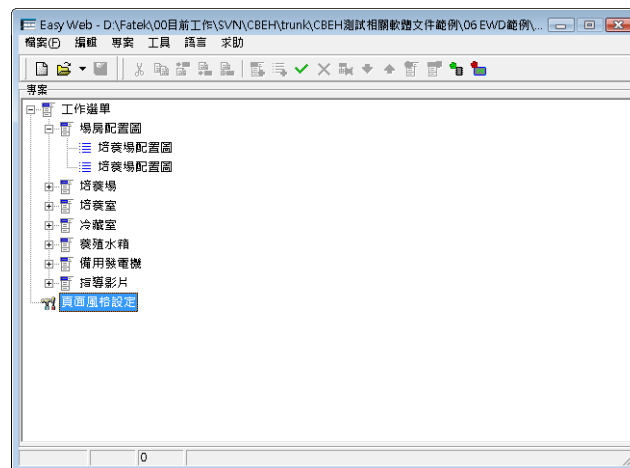 Easy Web - D:\Fatek\00目前工作\SVN\CBEH\trunk\CBEH測試相關軟體文件範例\06 EWD範例\...
檔案(F) 編輯 專案 工具 語言 求助
專案
工作選單
場房配置圖
培養場配置圖
培養場配置圖
培養場
培養室
冷藏室
養殖水箱
備用發電機
指導影片
頁面風格設定
0